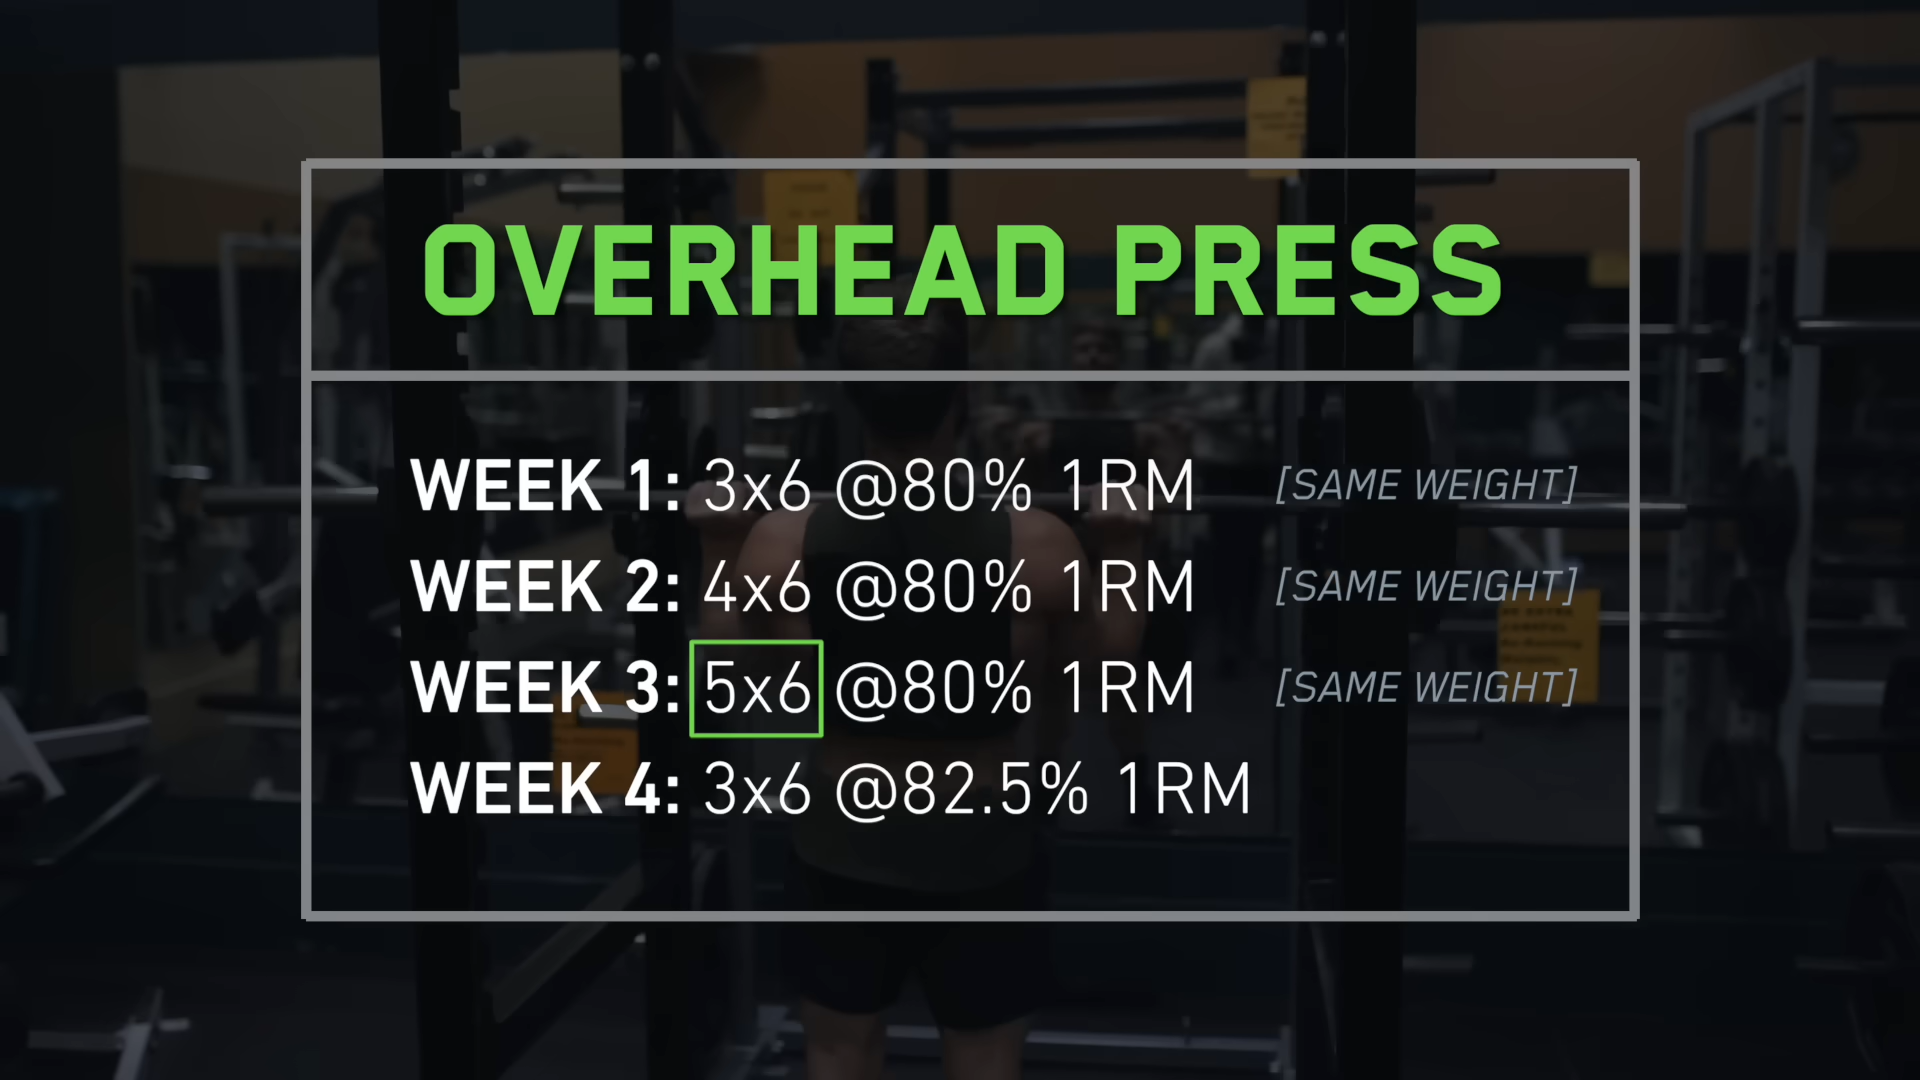 OVERHEAD PRESS
WEEK 1: 3x6 @80% 1RM [SAME WEIGHT]
WEEK 2: 4x6 @80% 1RM [SAME WEIGHT]
WEEK 3: 5x6 @80% 1RM [SAME WEIGHT]
WEEK 4: 3x6 @82.5% 1RM